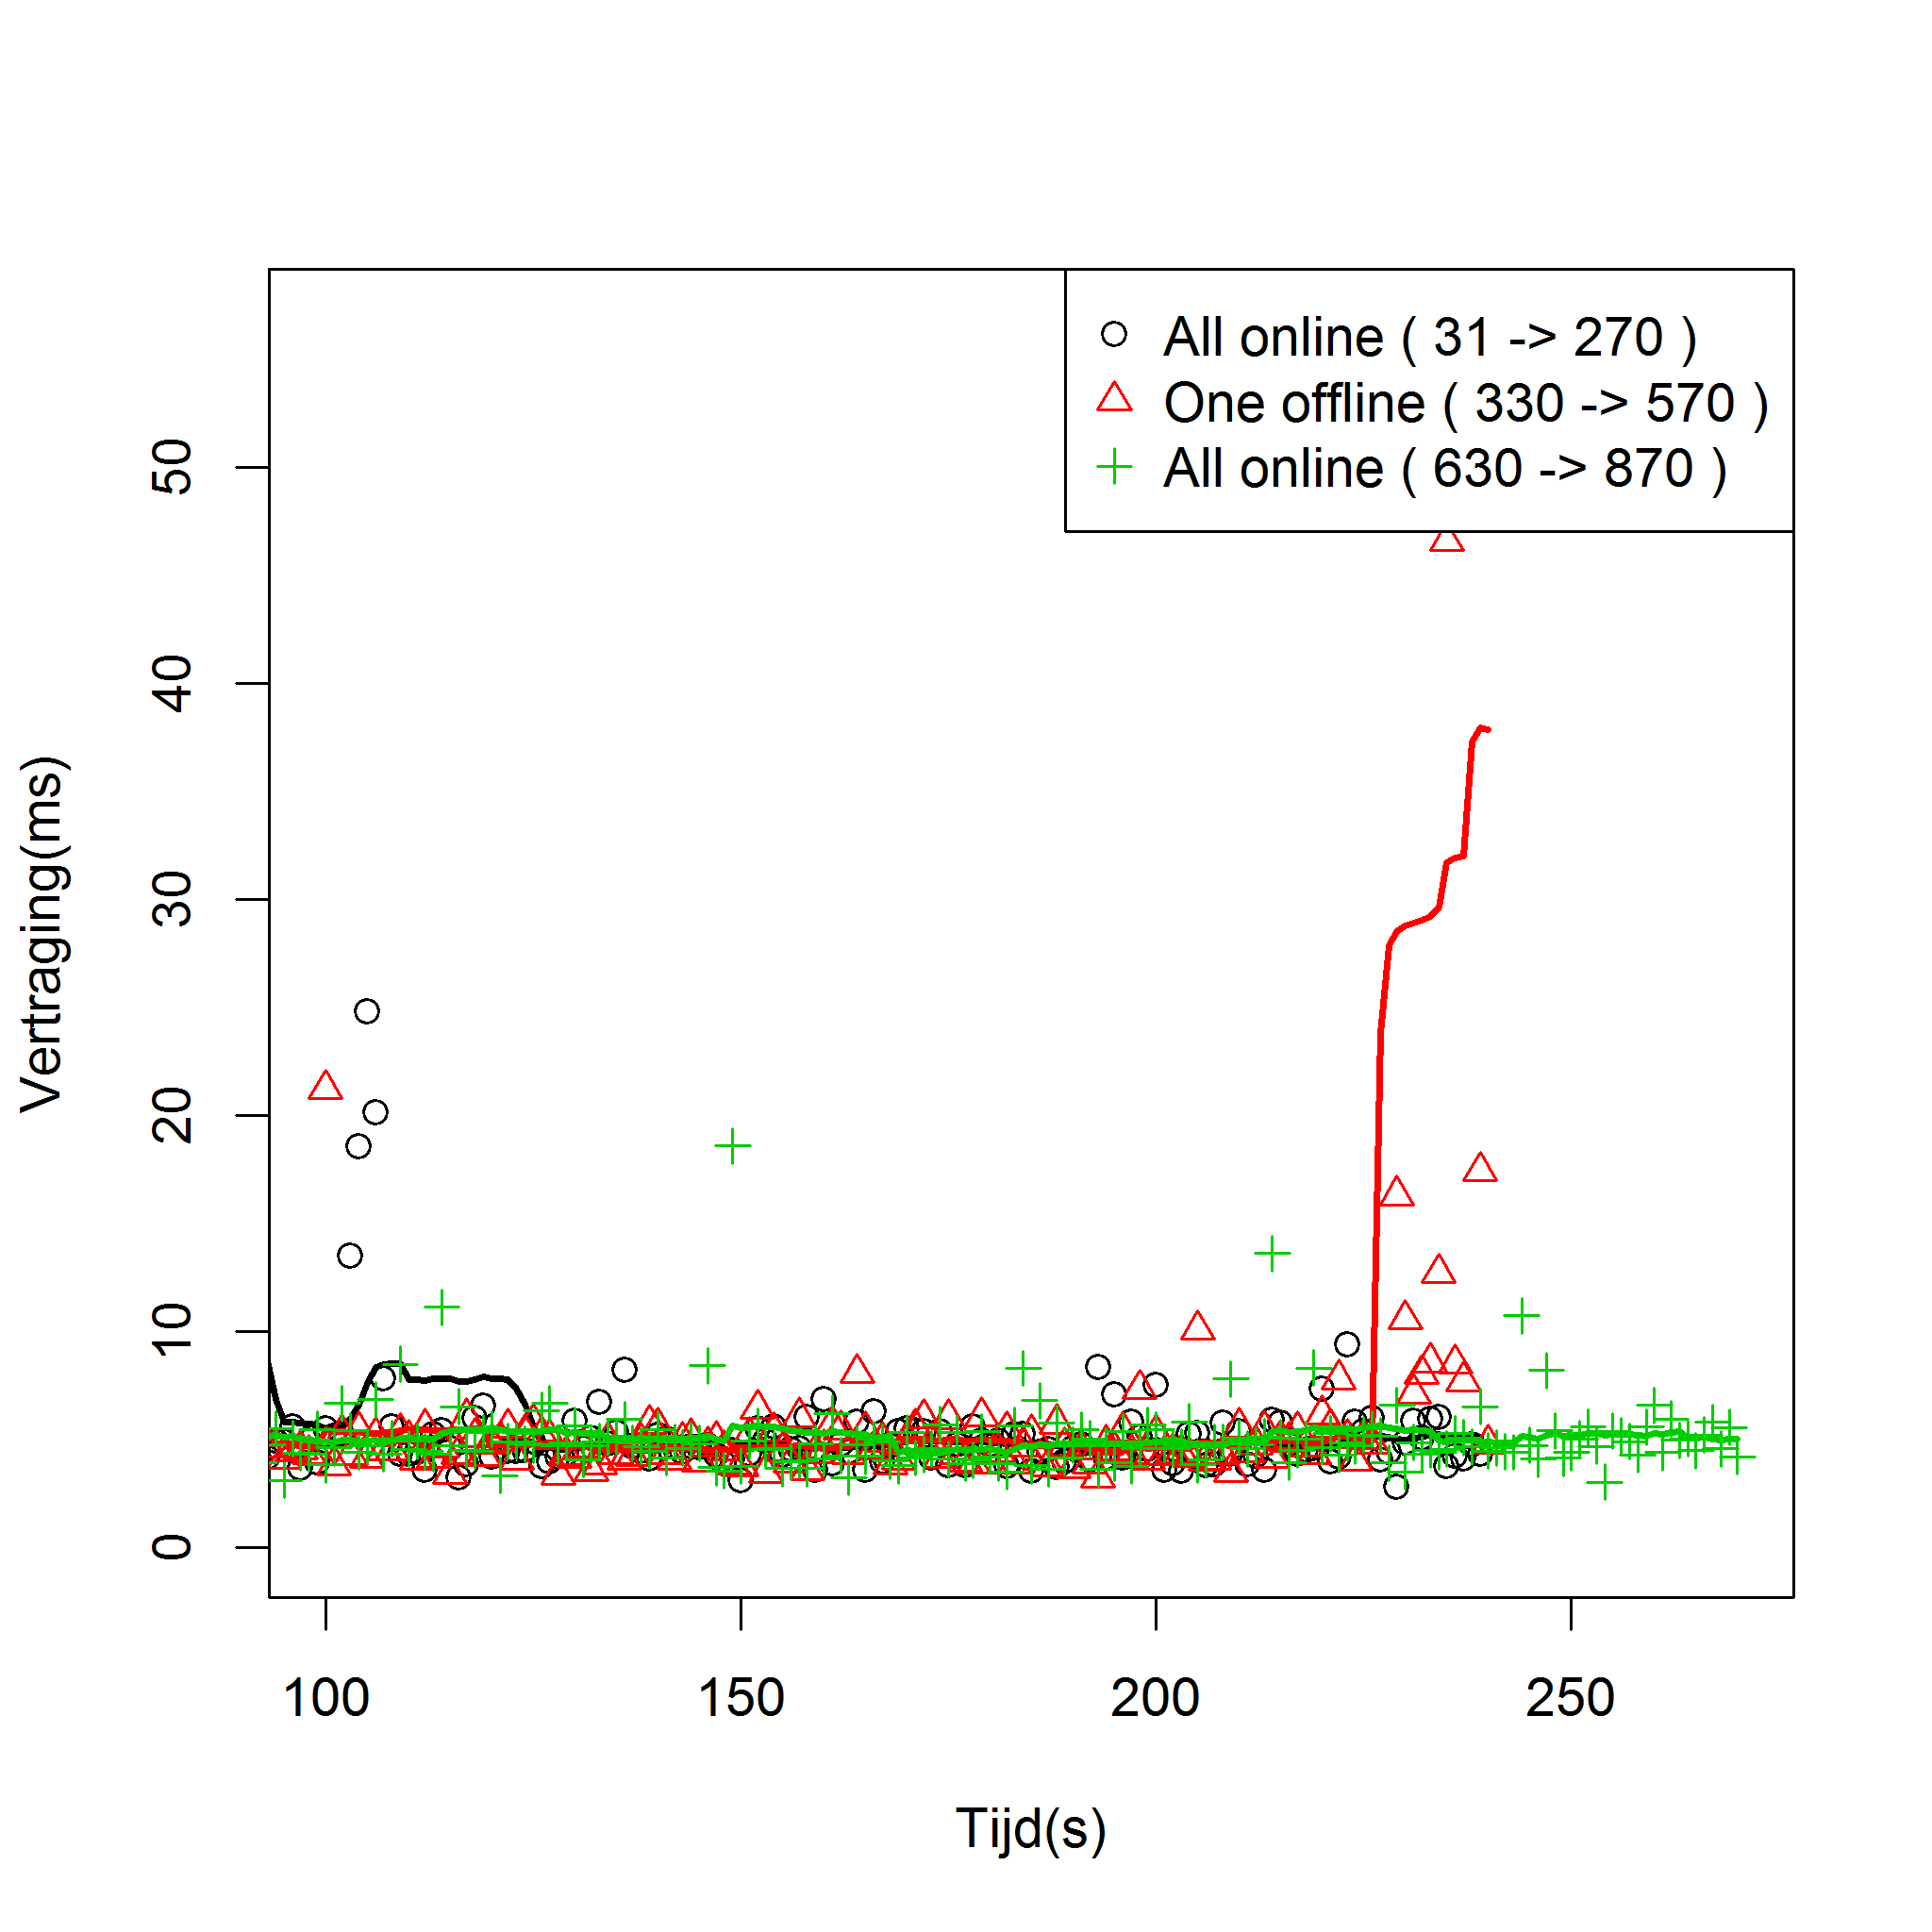 All online ( 31 -> 270 )
One offline ( 330 -> 570 )
All online ( 630 -> 870 )
Vertraging(ms)
50
40
30
20
10
0
100 150 200 250
Tijd(s)